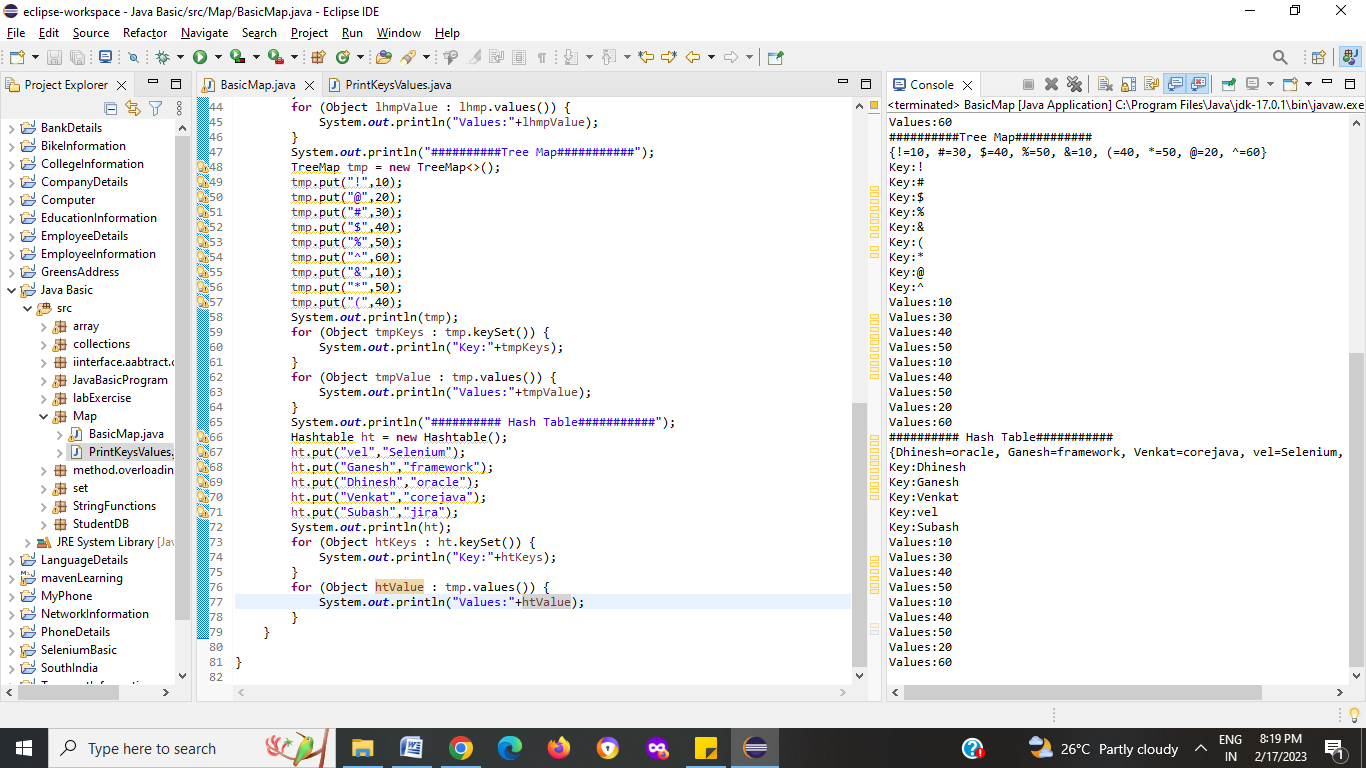 eclipse-workspace - Java Basic/src/Map/BasicMap.java - Eclipse IDE
File Edit Source Refactor Navigate Search Project Run Window Help
Project Explorer
BankDetails
BikeInformation
CollegeInformation
CompanyDetails
Computer
EducationInformation
EmployeeDetails
EmployeeInformation
GreensAddress
Java Basic
src
array
collections
iinterface.aabtract.c
JavaBasicProgram
labExercise
Map
BasicMap.java
PrintKeysValues.
method.overloadin
set
StringFunctions
StudentDB
JRE System Library [Jav
LanguageDetails
mavenLearning
MyPhone
NetworkInformation
PhoneDetails
SeleniumBasic
SouthIndia
BasicMap.java PrintKeysValues.java
44 for (Object lhmpValue : lhmp.values()) {
45 System.out.println("Values:"+lhmpValue);
46 }
47 System.out.println("##########Tree Map###########");
48 TreeMap tmp = new TreeMap<>();
49 tmp.put("!",10);
50 tmp.put("@",20);
51 tmp.put("#",30);
52 tmp.put("$",40);
53 tmp.put("%",50);
54 tmp.put("^",60);
55 tmp.put("&",10);
56 tmp.put("*",50);
57 tmp.put("(",40);
58 System.out.println(tmp);
59 for (Object tmpKeys : tmp.keySet()) {
60 System.out.println("Key:"+tmpKeys);
61 }
62 for (Object tmpValue : tmp.values()) {
63 System.out.println("Values:"+tmpValue);
64 }
65 System.out.println("########## Hash Table###########");
66 Hashtable ht = new Hashtable();
67 ht.put("vel","Selenium");
68 ht.put("Ganesh","framework");
69 ht.put("Dhinesh","oracle");
70 ht.put("Venkat","corejava");
71 ht.put("Subash","jira");
72 System.out.println(ht);
73 for (Object htKeys : ht.keySet()) {
74 System.out.println("Key:"+htKeys);
75 }
76 for (Object htValue : tmp.values()) {
77 System.out.println("Values:"+htValue);
78 }
79 }
80
81 }
82
Console
<terminated> BasicMap [Java Application] C:\Program Files\Java\jdk-17.0.1\bin\javaw.exe
Values:60
##########Tree Map###########
{!=10, #=30, $=40, %=50, &=10, (=40, *=50, @=20, ^=60}
Key:!
Key:#
Key:$
Key:%
Key:&
Key:(
Key:*
Key:@
Key:^
Values:10
Values:30
Values:40
Values:50
Values:10
Values:40
Values:50
Values:20
Values:60
########## Hash Table###########
{Dhinesh=oracle, Ganesh=framework, Venkat=corejava, vel=Selenium,
Key:Dhinesh
Key:Ganesh
Key:Venkat
Key:vel
Key:Subash
Values:10
Values:30
Values:40
Values:50
Values:10
Values:40
Values:50
Values:20
Values:60
Type here to search
26°C Partly cloudy
ENG
IN
8:19 PM
2/17/2023
1